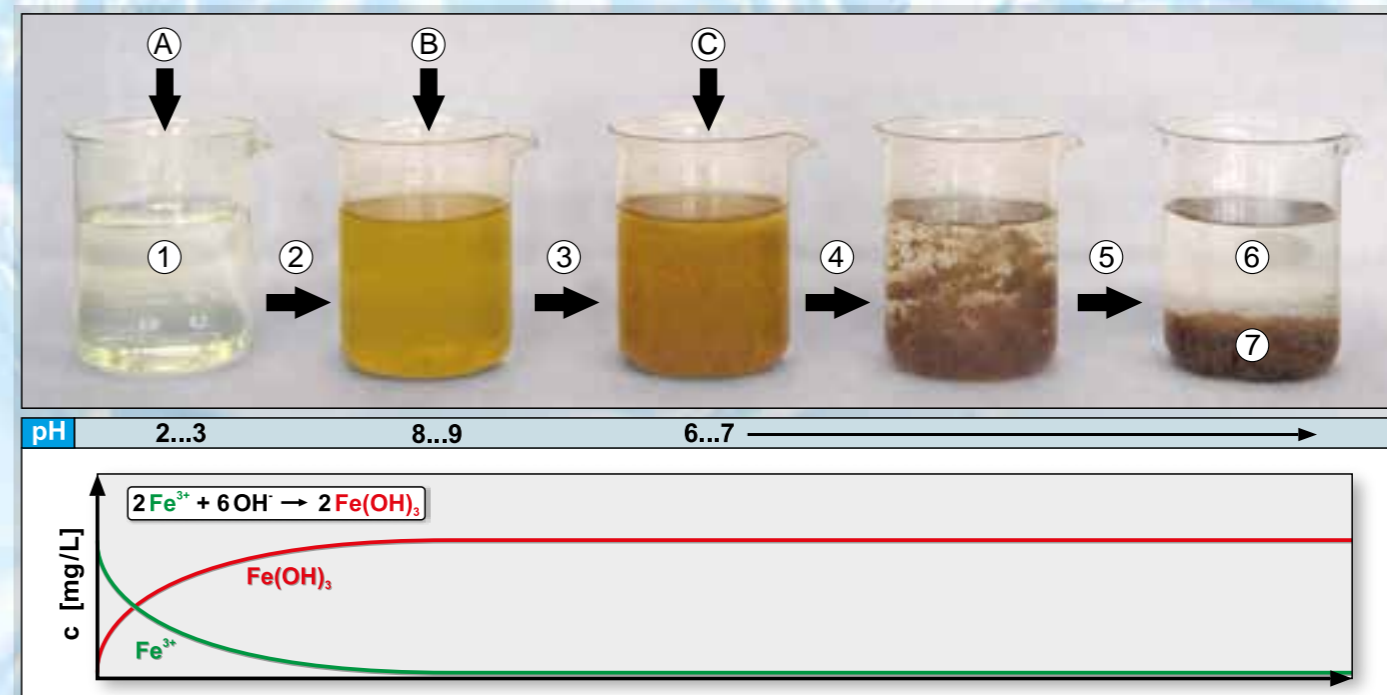 A B C
1 2 3 4 5 6
7
pH 2...3 8...9 6...7
2 Fe³⁺ + 6 OH⁻ → 2 Fe(OH)₃
c [mg/L]
Fe(OH)₃
Fe³⁺